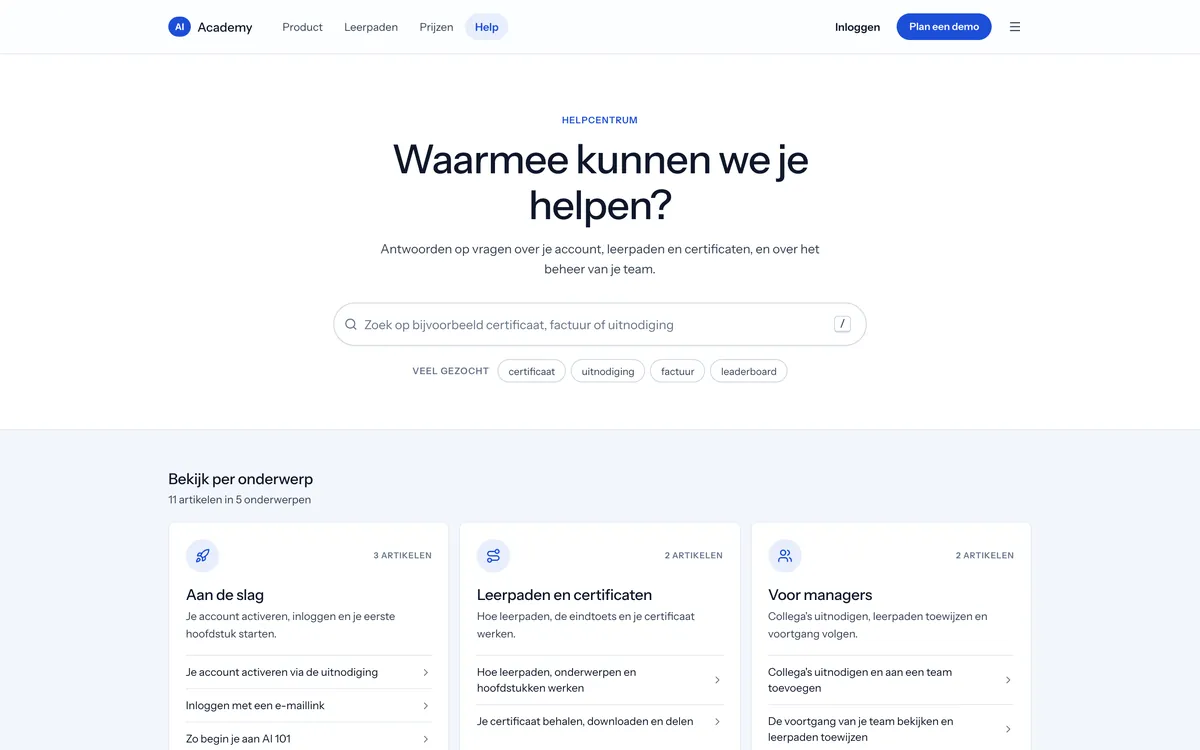 AI Academy Product Leerpaden Prijzen Help Inloggen Plan een demo
HELPCENTRUM
Waarmee kunnen we je
helpen?
Antwoorden op vragen over je account, leerpaden en certificaten, en over het
beheer van je team.
Zoek op bijvoorbeeld certificaat, factuur of uitnodiging /
VEEL GEZOCHT certificaat uitnodiging factuur leaderboard
Bekijk per onderwerp
11 artikelen in 5 onderwerpen
3 ARTIKELEN
Aan de slag
Je account activeren, inloggen en je eerste
hoofdstuk starten.
Je account activeren via de uitnodiging
Inloggen met een e-maillink
Zo begin je aan AI 101
2 ARTIKELEN
Leerpaden en certificaten
Hoe leerpaden, de eindtoets en je certificaat
werken.
Hoe leerpaden, onderwerpen en
hoofdstukken werken
Je certificaat behalen, downloaden en delen
2 ARTIKELEN
Voor managers
Collega's uitnodigen, leerpaden toewijzen en
voortgang volgen.
Collega's uitnodigen en aan een team
toevoegen
De voortgang van je team bekijken en
leerpaden toewijzen